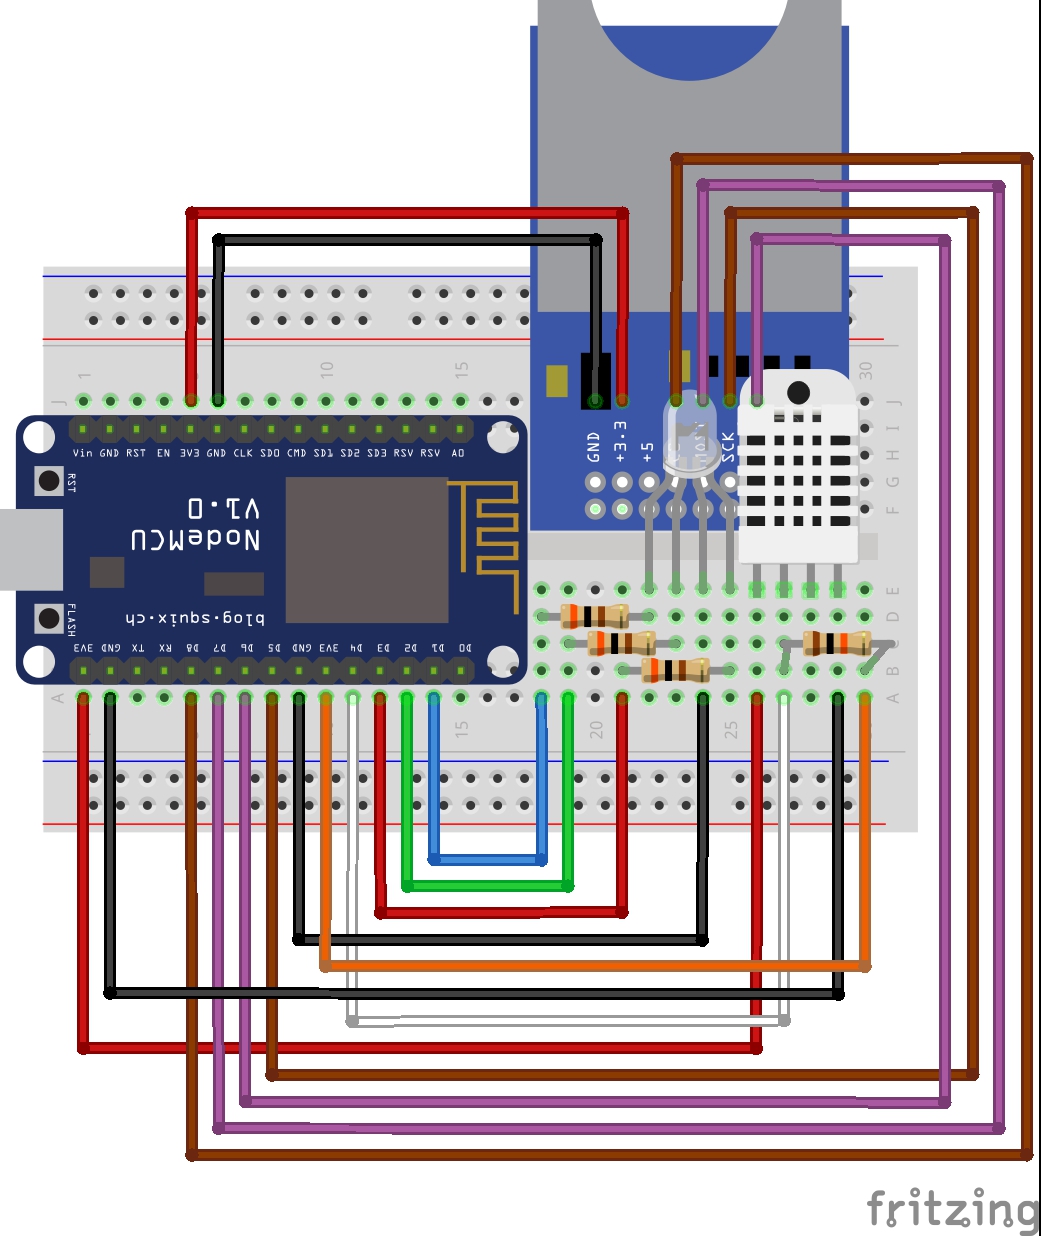 1
10
15
30
J
J
I
H
G
F
Vin GND RST EN 3V3 GND CLK SD0 CMD SD1 SD2 SD3 RSV RSV A0
RST
V1.0
NodeMCU
GND
+3.3
+5
SCK
FLASH
blog.squix.ch
3V3 GND TX RX D8 D7 D6 D5 GND 3V3 D4 D3 D2 D1 D0
E
D
B
A
A
15
20
25
fritzing